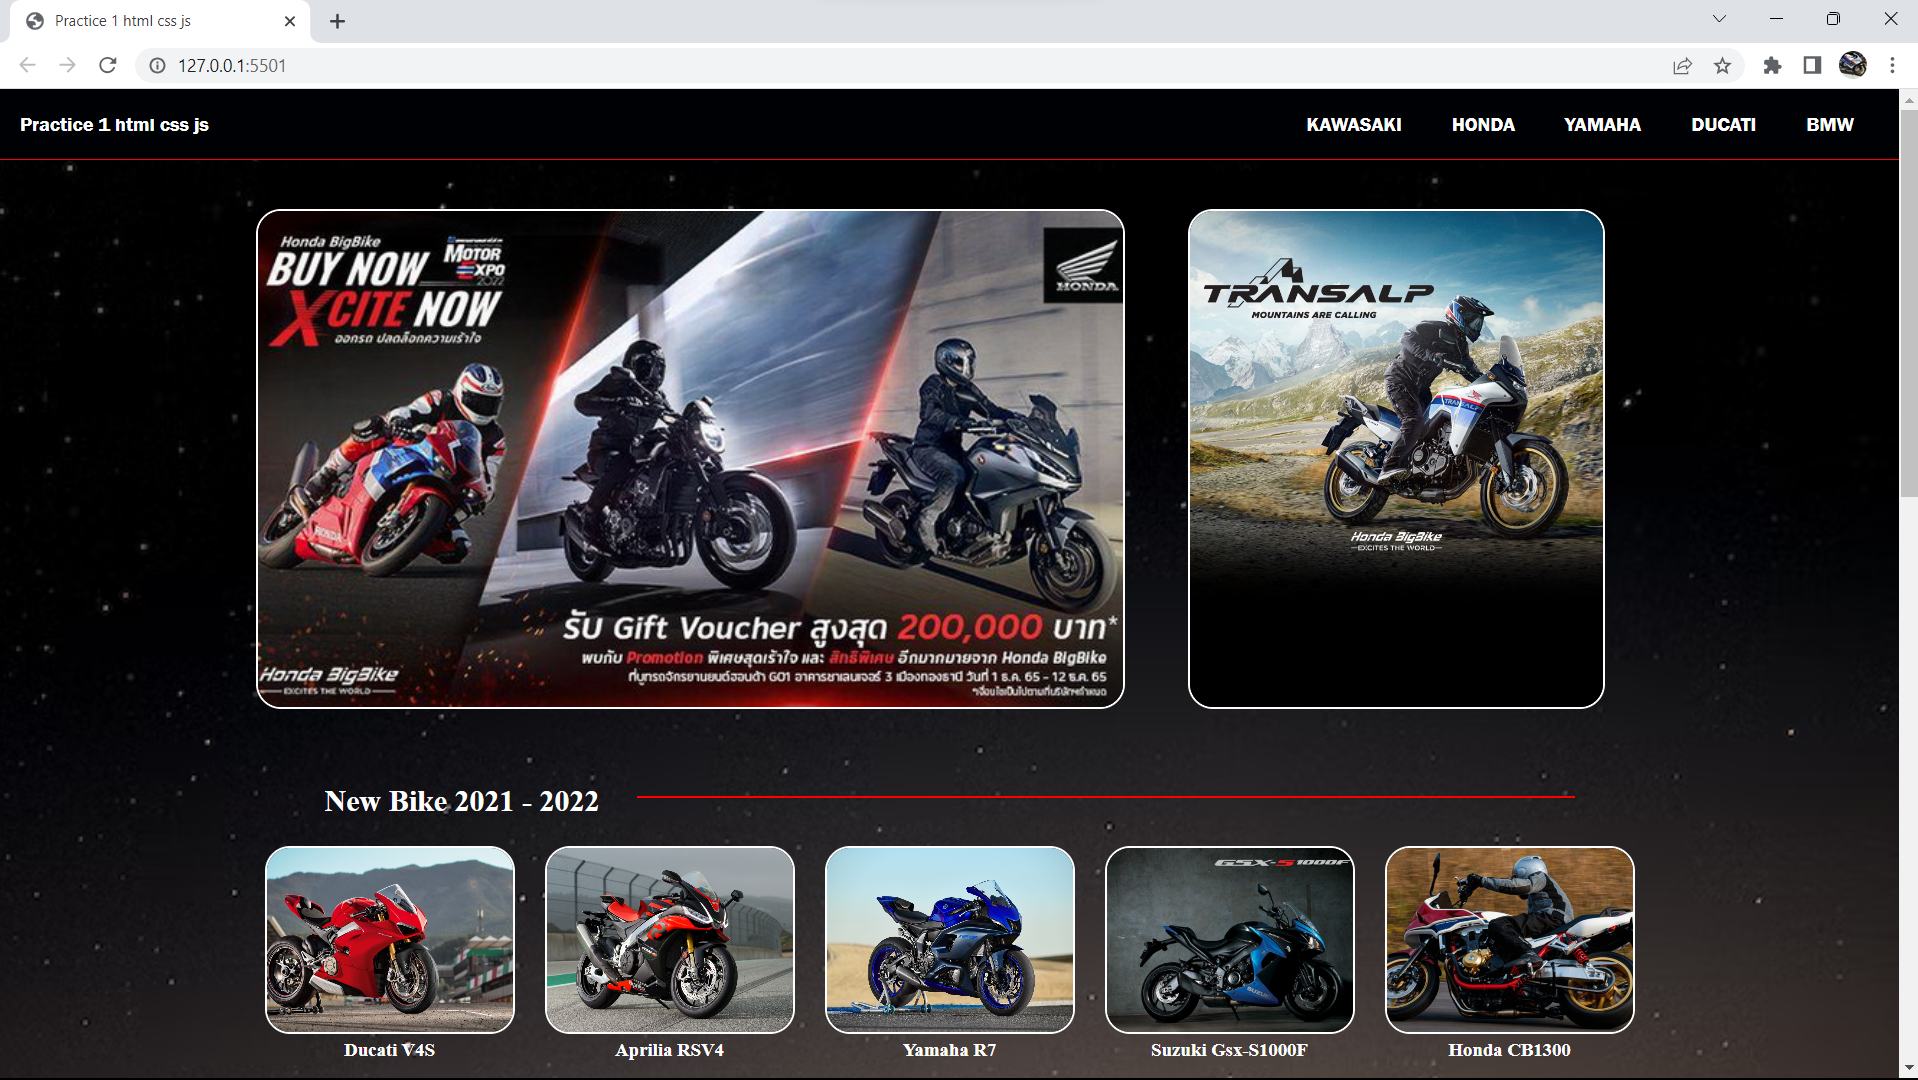 Practice 1 html css js
127.0.0.1:5501
Practice 1 html css js
KAWASAKI HONDA YAMAHA DUCATI BMW
Honda BigBike
BUY NOW
MOTOR EXPO 2022
XCITE NOW
ออกรถ ปลดล็อกความเร้าใจ
HONDA
รับ Gift Voucher สูงสุด 200,000 บาท*
พบกับ Promotion พิเศษสุดเร้าใจ และ สิทธิพิเศษ อีกมากมายจาก Honda BigBike
ที่บูทรถจักรยานยนต์ฮอนด้า G01 อาคารชาเลนเจอร์ 3 เมืองทองธานี วันที่ 1 ธ.ค. 65 - 12 ธ.ค. 65
*เงื่อนไขเป็นไปตามที่บริษัทฯกำหนด
Honda BigBike
EXCITES THE WORLD
TRANSALP
MOUNTAINS ARE CALLING
TRANSALP
Honda BigBike
EXCITES THE WORLD
New Bike 2021 - 2022
GSX-S1000F
SUZUKI
Ducati V4S
Aprilia RSV4
Yamaha R7
Suzuki Gsx-S1000F
Honda CB1300